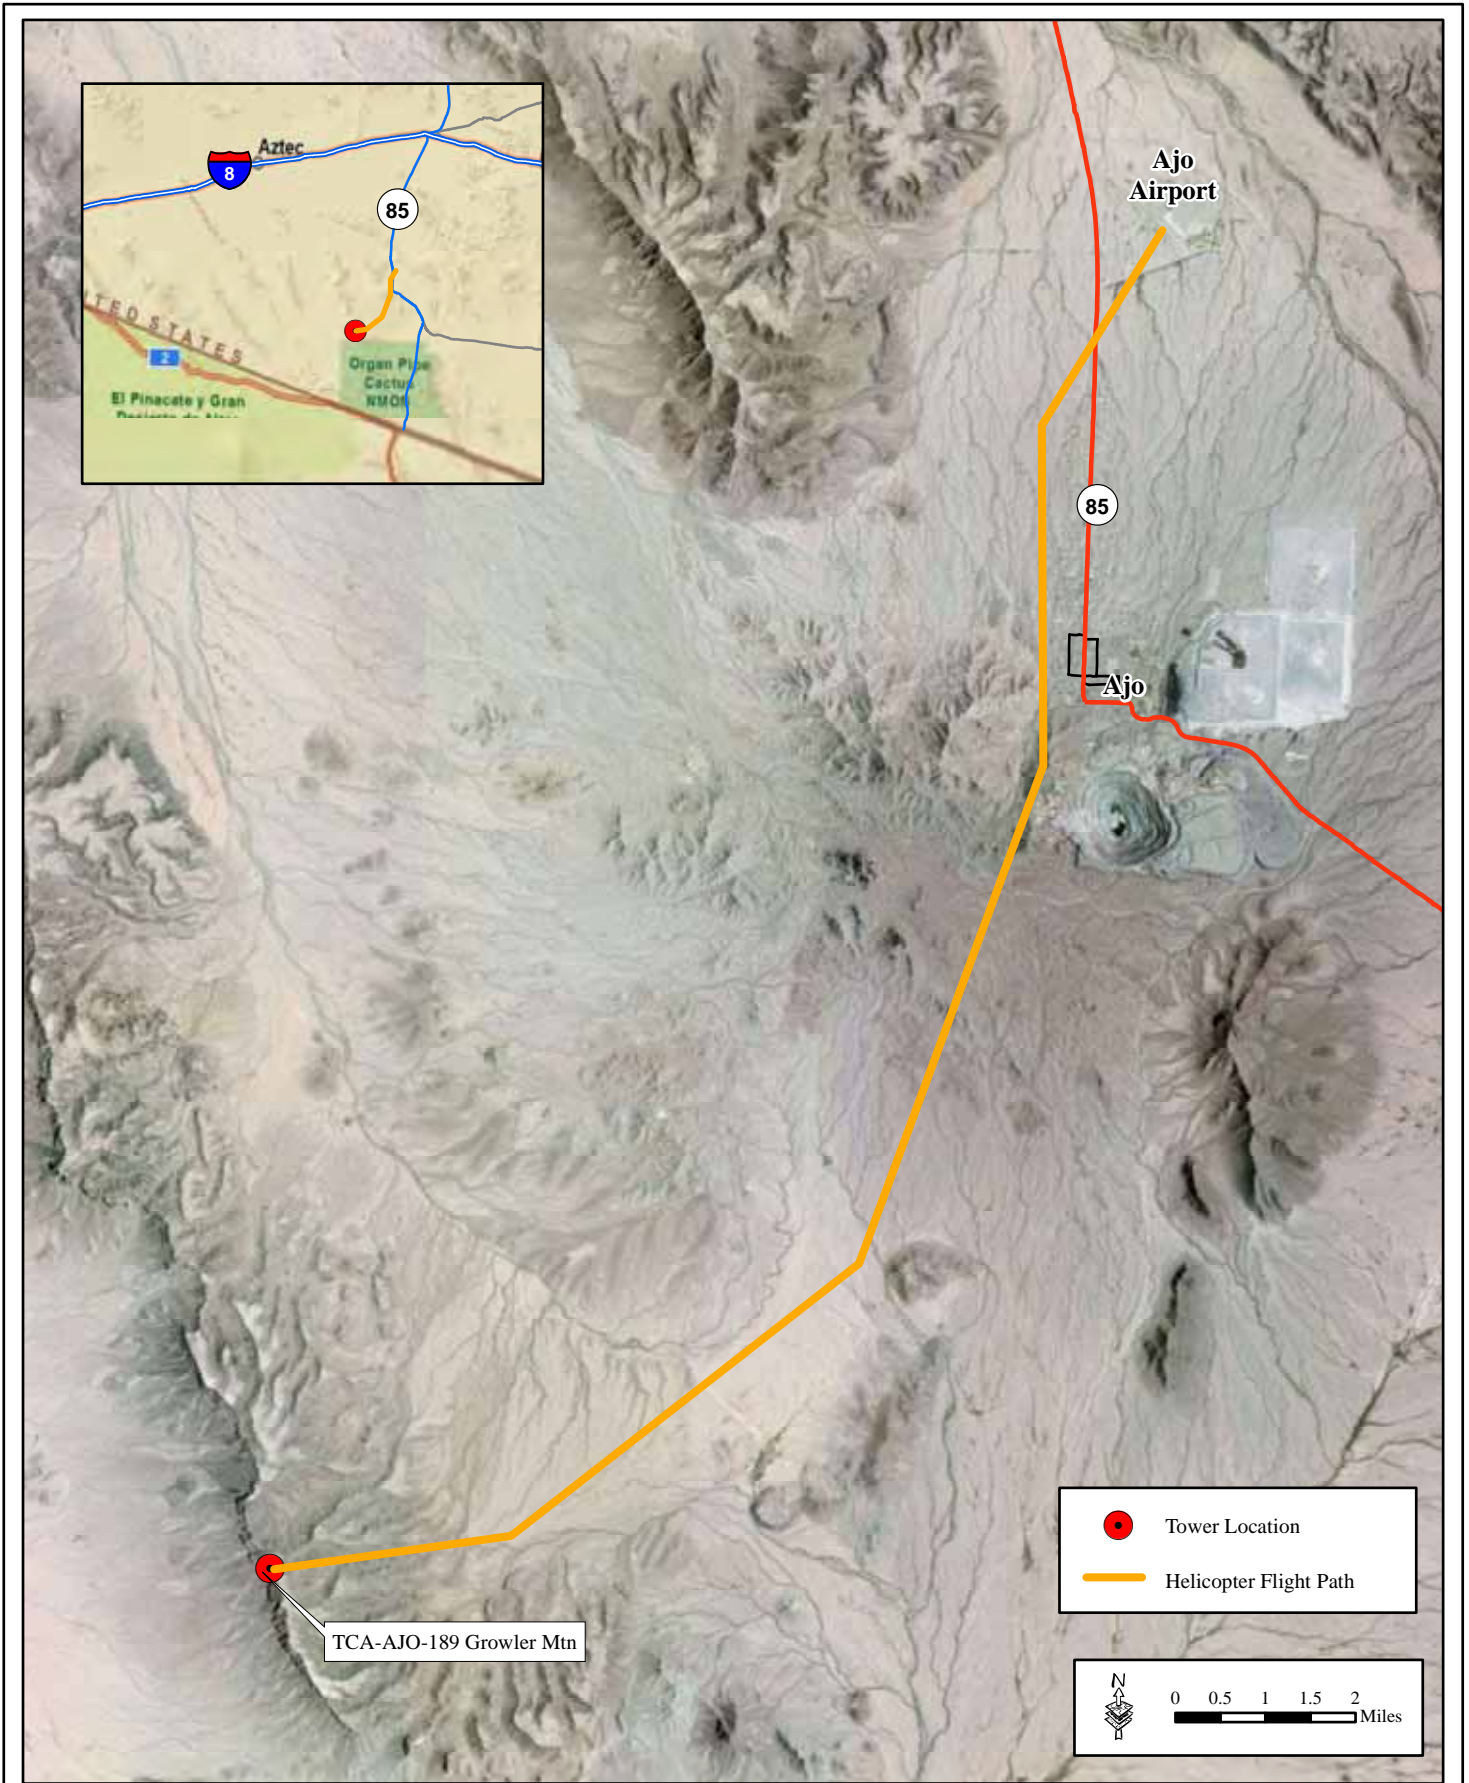 Aztec
8
85
ITED STATES
2
Organ Pipe
Cactus
NMON
El Pinacate y Gran
Ajo
Airport
85
Ajo
Tower Location
Helicopter Flight Path
TCA-AJO-189 Growler Mtn
N
0 0.5 1 1.5 2
Miles